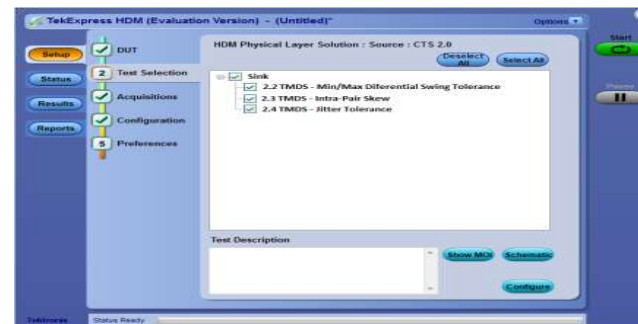 TekExpress HDM (Evaluation Version) - (Untitled)*
Options
Setup
Status
Results
Reports
DUT
2 Test Selection
Acquisitions
Configuration
5 Preferences
HDM Physical Layer Solution : Source : CTS 2.0
Deselect All
Select All
Sink
2.2 TMDS - Min/Max Diferential Swing Tolerance
2.3 TMDS - Intra-Pair Skew
2.4 TMDS - Jitter Tolerance
Test Description
Show MOI
Schematic
Configure
Start
Pause
Tektronix
Status Ready